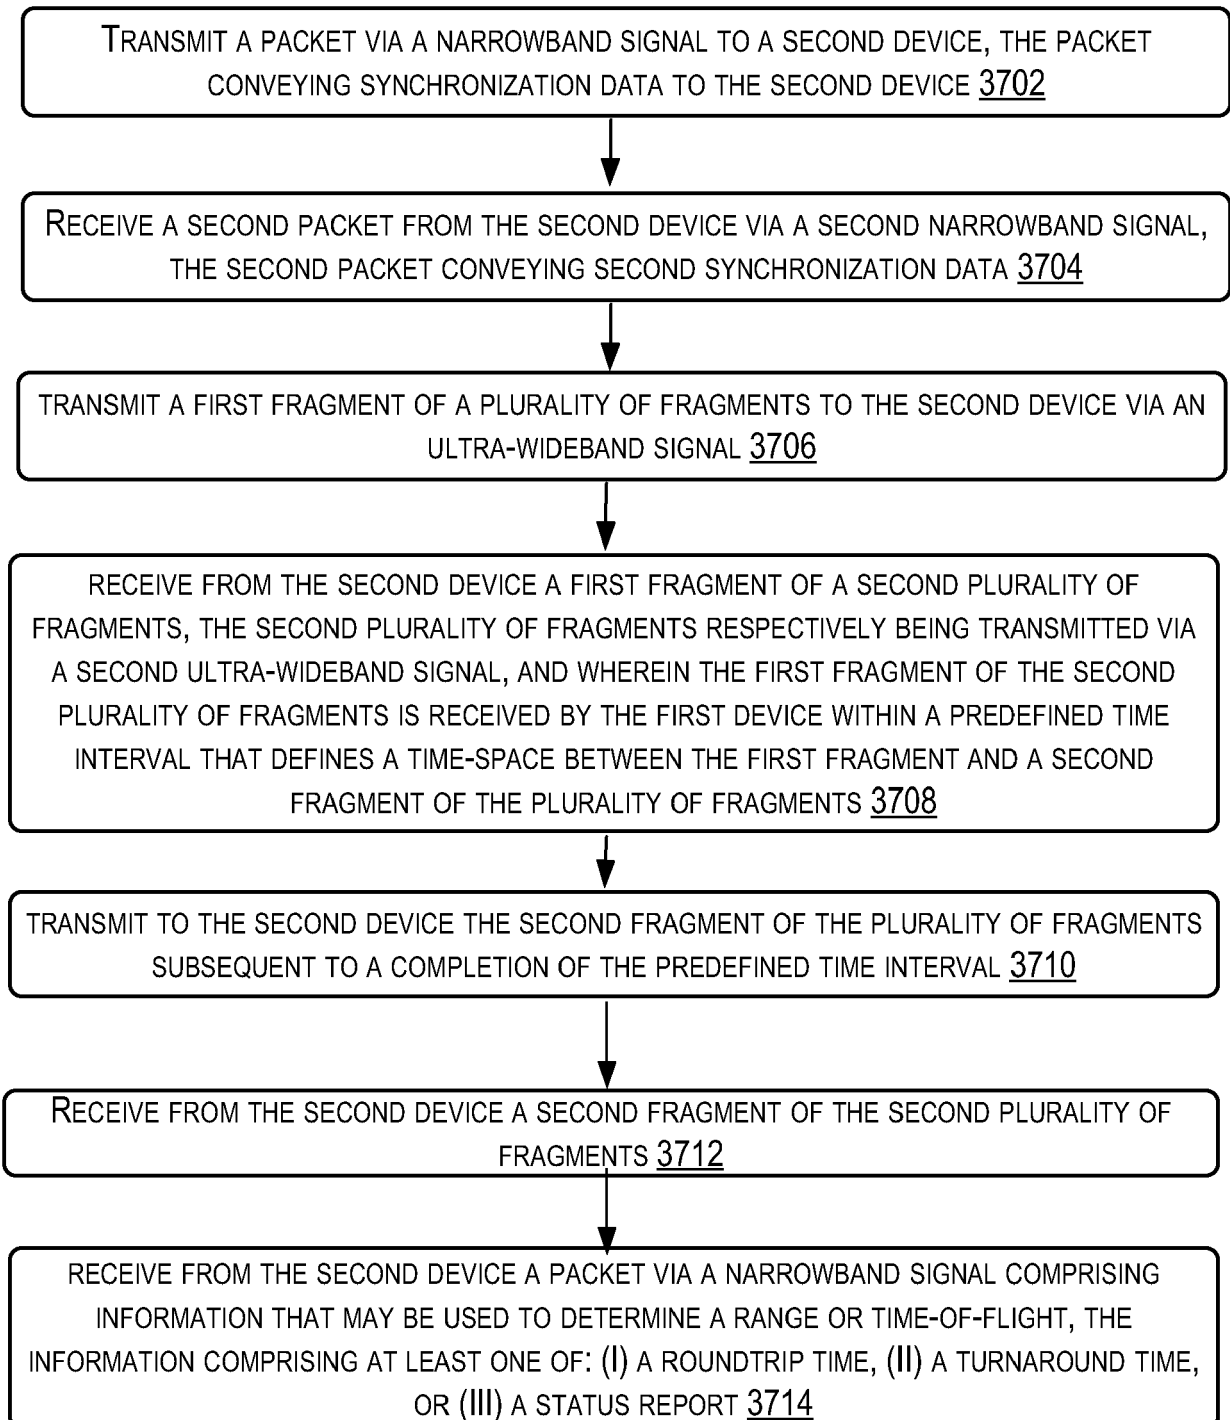 TRANSMIT A PACKET VIA A NARROWBAND SIGNAL TO A SECOND DEVICE, THE PACKET
CONVEYING SYNCHRONIZATION DATA TO THE SECOND DEVICE 3702
RECEIVE A SECOND PACKET FROM THE SECOND DEVICE VIA A SECOND NARROWBAND SIGNAL,
THE SECOND PACKET CONVEYING SECOND SYNCHRONIZATION DATA 3704
TRANSMIT A FIRST FRAGMENT OF A PLURALITY OF FRAGMENTS TO THE SECOND DEVICE VIA AN
ULTRA-WIDEBAND SIGNAL 3706
RECEIVE FROM THE SECOND DEVICE A FIRST FRAGMENT OF A SECOND PLURALITY OF
FRAGMENTS, THE SECOND PLURALITY OF FRAGMENTS RESPECTIVELY BEING TRANSMITTED VIA
A SECOND ULTRA-WIDEBAND SIGNAL, AND WHEREIN THE FIRST FRAGMENT OF THE SECOND
PLURALITY OF FRAGMENTS IS RECEIVED BY THE FIRST DEVICE WITHIN A PREDEFINED TIME
INTERVAL THAT DEFINES A TIME-SPACE BETWEEN THE FIRST FRAGMENT AND A SECOND
FRAGMENT OF THE PLURALITY OF FRAGMENTS 3708
TRANSMIT TO THE SECOND DEVICE THE SECOND FRAGMENT OF THE PLURALITY OF FRAGMENTS
SUBSEQUENT TO A COMPLETION OF THE PREDEFINED TIME INTERVAL 3710
RECEIVE FROM THE SECOND DEVICE A SECOND FRAGMENT OF THE SECOND PLURALITY OF
FRAGMENTS 3712
RECEIVE FROM THE SECOND DEVICE A PACKET VIA A NARROWBAND SIGNAL COMPRISING
INFORMATION THAT MAY BE USED TO DETERMINE A RANGE OR TIME-OF-FLIGHT, THE
INFORMATION COMPRISING AT LEAST ONE OF: (I) A ROUNDTRIP TIME, (II) A TURNAROUND TIME,
OR (III) A STATUS REPORT 3714